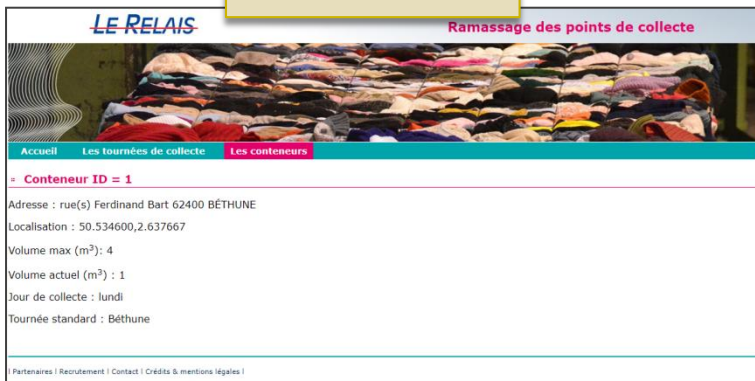 LE RELAIS
Ramassage des points de collecte
Accueil Les tournées de collecte Les conteneurs
Conteneur ID = 1
Adresse : rue(s) Ferdinand Bart 62400 BÉTHUNE
Localisation : 50.534600,2.637667
Volume max (m³): 4
Volume actuel (m³) : 1
Jour de collecte : lundi
Tournée standard : Béthune
I Partenaires I Recrutement I Contact I Crédits & mentions légales I